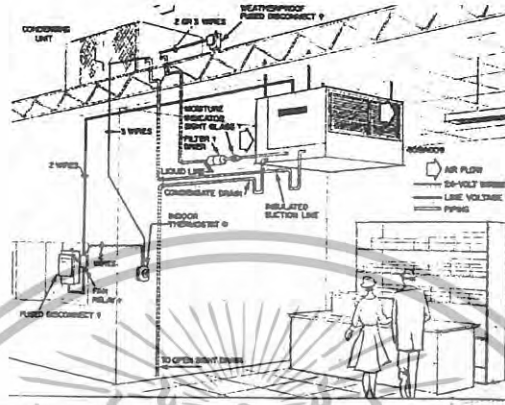 CONDENSING
UNIT
2 OR 3 WIRES
WEATHERPROOF
FUSED DISCONNECT †
MOISTURE
INDICATOR
SIGHT GLASS †
FILTER †
DRIER
3 WIRES
2 WIRES
LIQUID LINE
CONDENSATE DRAIN
INSULATED
SUCTION LINE
AIR FLOW
24-VOLT WIRING
LINE VOLTAGE
PIPING
INDOOR
THERMOSTAT
WIRES
FAN
RELAY †
FUSED DISCONNECT †
TO OPEN SIGHT DRAIN